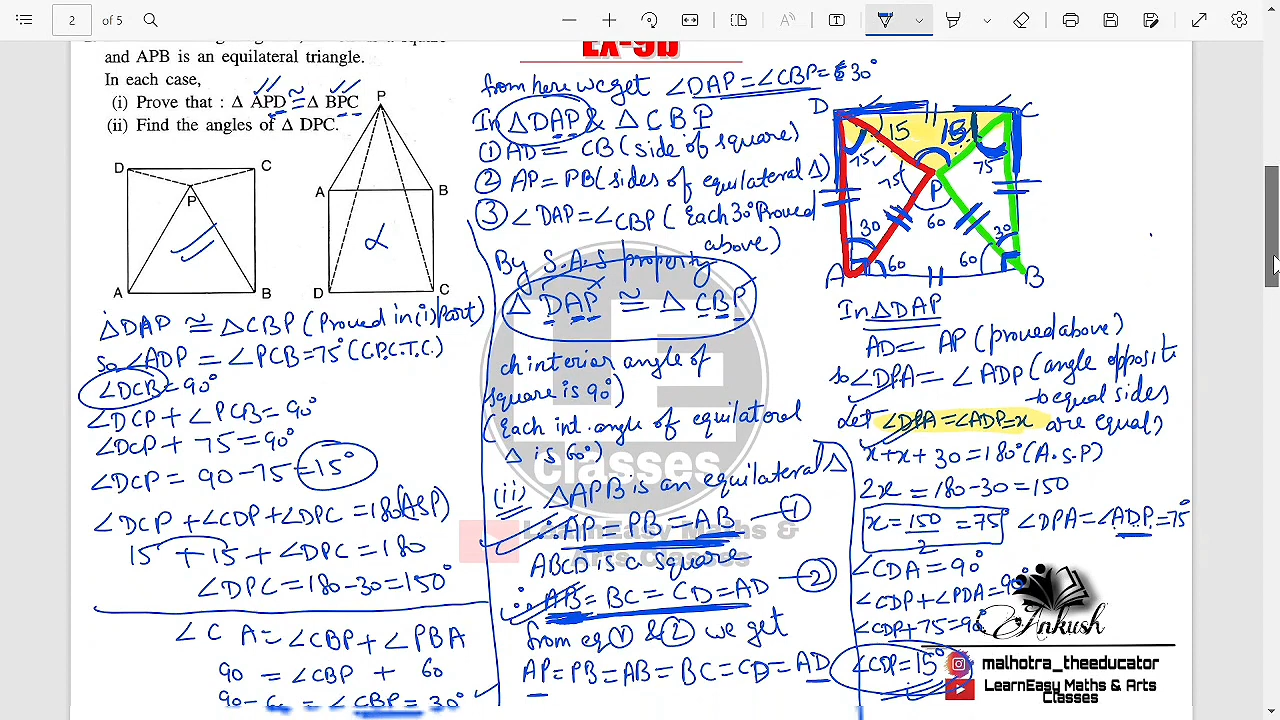 2 of 5
Ex-9b
and APB is an equilateral triangle.
In each case,
(i) Prove that : Δ APD ≅ Δ BPC
(ii) Find the angles of Δ DPC.
P
D C
P
A B
A B
α
D C
ΔDAP ≅ ΔCBP (Proved in (i) part)
so ∠ADP = ∠PCB = 75° (C.P.C.T.C.)
∠DCB = 90°
∠DCP + ∠PCB = 90°
∠DCP + 75 = 90°
∠DCP = 90 - 75 = 15°
∠DCP + ∠CDP + ∠DPC = 180 (ASP)
15 + 15 + ∠DPC = 180
∠DPC = 180 - 30 = 150°
∠C A = ∠CBP + ∠PBA
90 = ∠CBP + 60
90- = ∠CBP = 30°
from here we get ∠DAP = ∠CBP = 30°
In ΔDAP & ΔCBP
① AD = CB (side of square)
② AP = PB (sides of equilateral Δ)
③ ∠DAP = ∠CBP (Each 30° Proved
above)
By S.A.S property
Δ DAP ≅ Δ CBP
ch interior angle of
square is 90°)
(Each int. angle of equilateral
Δ is 60°)
(ii) ΔAPB is an equilateral Δ
∴ AP = PB = AB — ①
ABCD is a square
∴ AB = BC = CD = AD — ②
from eq ① & ② we get
AP = PB = AB = BC = CD = AD
D C
15 15
75 75
75 P
60
30 30
60 60
A B
In ΔDAP
AD = AP (proved above)
so ∠DPA = ∠ADP (angle opposite
to equal sides
Let ∠DPA = ∠ADP = x are equal)
x + x + 30 = 180° (A.S.P)
2x = 180 - 30 = 150
x = 150/2 = 75° ∠DPA = ∠ADP = 75°
∠CDA = 90°
∠CDP + ∠PDA = 90°
∠CDP + 75 = 90°
∠CDP = 15°
LE
Classes
LearnEasy Maths &
Arts Classes
Ankush
malhotra_theeducator
LearnEasy Maths & Arts
Classes